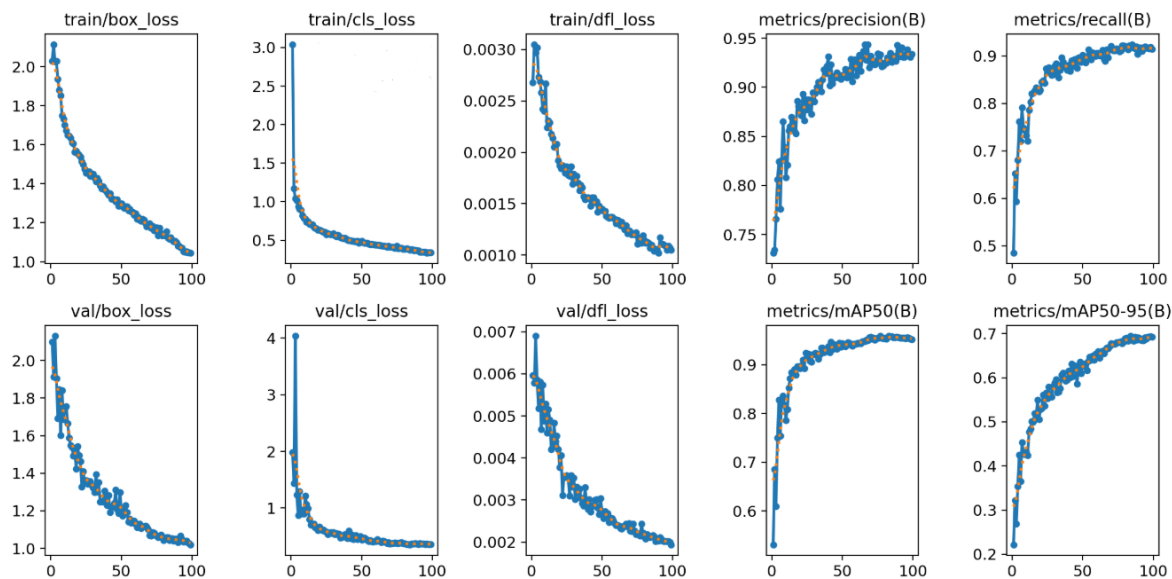 train/box_loss
train/cls_loss
train/dfl_loss
metrics/precision(B)
metrics/recall(B)
2.0
1.8
1.6
1.4
1.2
1.0
0 50 100
3.0
2.5
2.0
1.5
1.0
0.5
0 50 100
0.0030
0.0025
0.0020
0.0015
0.0010
0 50 100
0.95
0.90
0.85
0.80
0.75
0 50 100
0.9
0.8
0.7
0.6
0.5
0 50 100
val/box_loss
val/cls_loss
val/dfl_loss
metrics/mAP50(B)
metrics/mAP50-95(B)
2.0
1.8
1.6
1.4
1.2
1.0
0 50 100
4
3
2
1
0 50 100
0.007
0.006
0.005
0.004
0.003
0.002
0 50 100
0.9
0.8
0.7
0.6
0 50 100
0.7
0.6
0.5
0.4
0.3
0.2
0 50 100